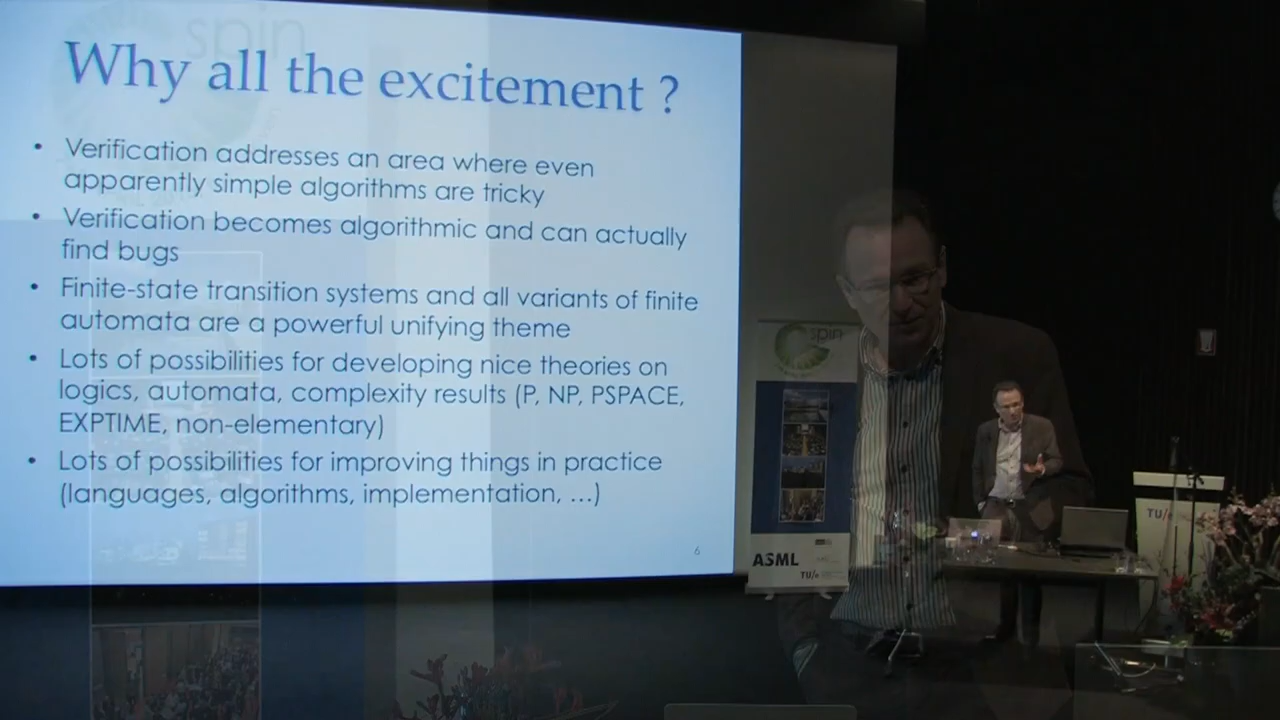 spin
Why all the excitement ?
• Verification addresses an area where even
apparently simple algorithms are tricky
• Verification becomes algorithmic and can actually
find bugs
• Finite-state transition systems and all variants of finite
automata are a powerful unifying theme
• Lots of possibilities for developing nice theories on
logics, automata, complexity results (P, NP, PSPACE,
EXPTIME, non-elementary)
• Lots of possibilities for improving things in practice
(languages, algorithms, implementation, ...)
6
spin
ASML
TU/e
TU/e